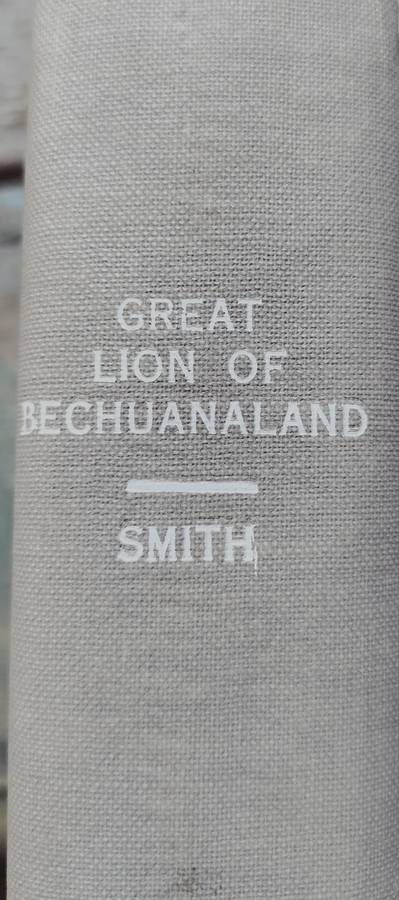 GREAT
LION OF
BECHUANALAND
SMITH